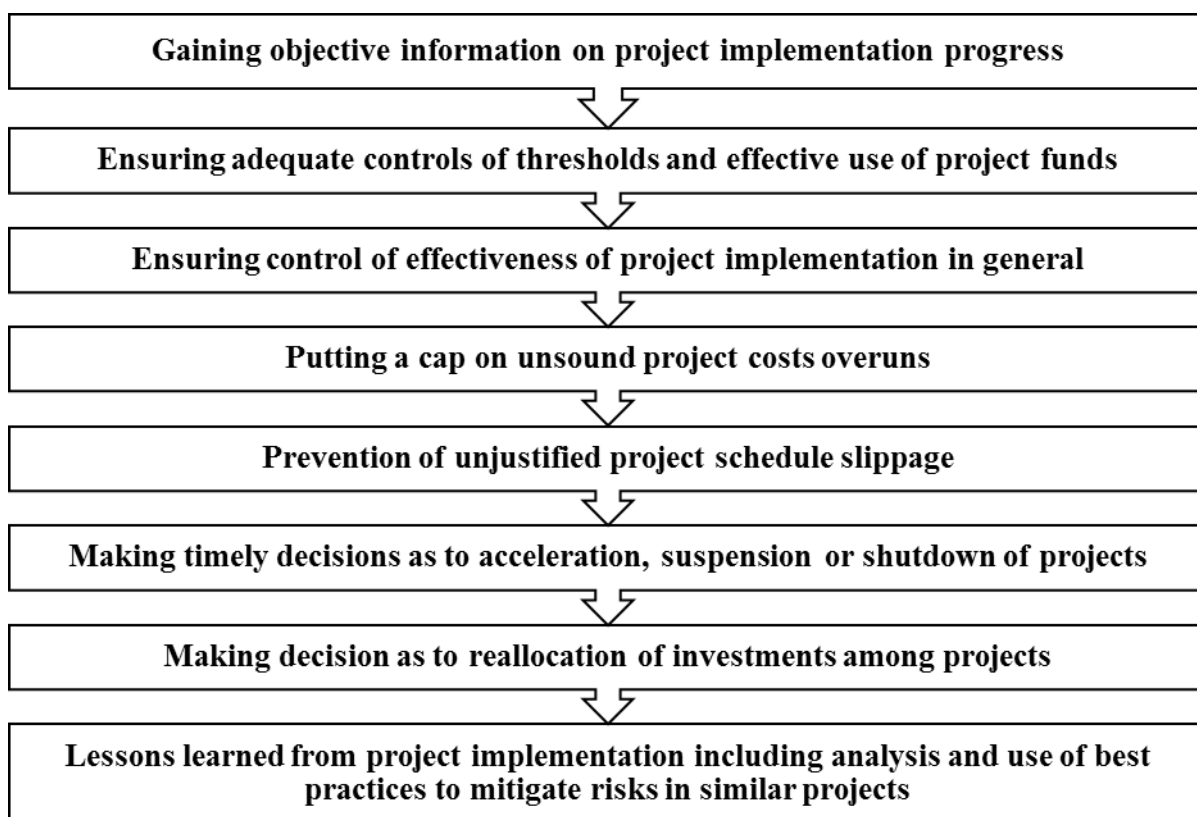 Gaining objective information on project implementation progress
Ensuring adequate controls of thresholds and effective use of project funds
Ensuring control of effectiveness of project implementation in general
Putting a cap on unsound project costs overuns
Prevention of unjustified project schedule slippage
Making timely decisions as to acceleration, suspension or shutdown of projects
Making decision as to reallocation of investments among projects
Lessons learned from project implementation including analysis and use of best
practices to mitigate risks in similar projects